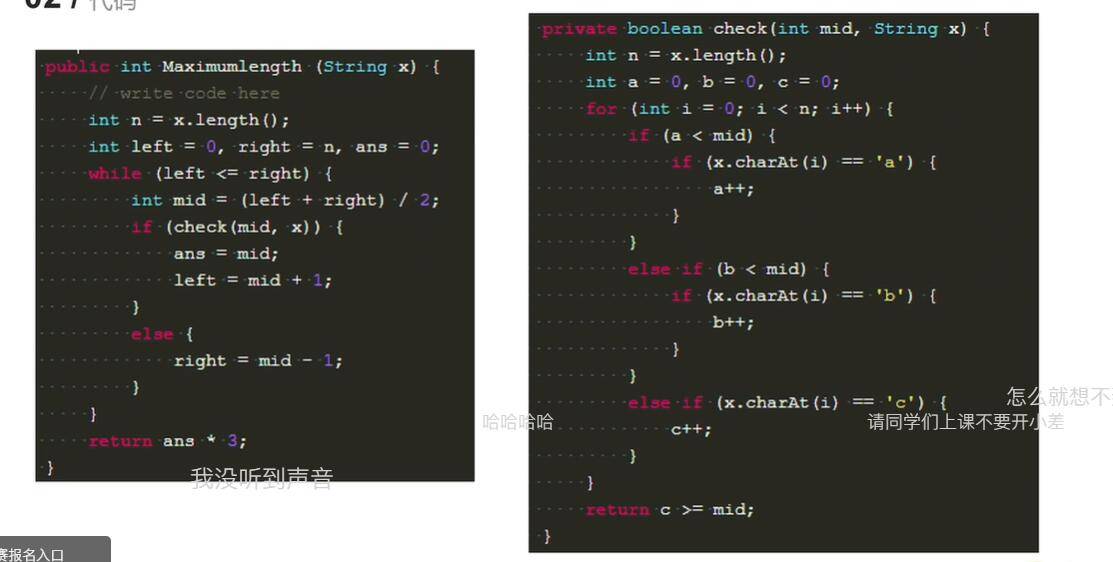 02 / 代码
public int Maximumlength (String x) {
// write code here
int n = x.length();
int left = 0, right = n, ans = 0;
while (left <= right) {
int mid = (left + right) / 2;
if (check(mid, x)) {
ans = mid;
left = mid + 1;
}
else {
right = mid - 1;
}
}
return ans * 3;
}
private boolean check(int mid, String x) {
int n = x.length();
int a = 0, b = 0, c = 0;
for (int i = 0; i < n; i++) {
if (a < mid) {
if (x.charAt(i) == 'a') {
a++;
}
}
else if (b < mid) {
if (x.charAt(i) == 'b') {
b++;
}
}
else if (x.charAt(i) == 'c') {
c++;
}
}
return c >= mid;
}
怎么就想不
哈哈哈哈
请同学们上课不要开小差
我没听到声音
赛报名入口